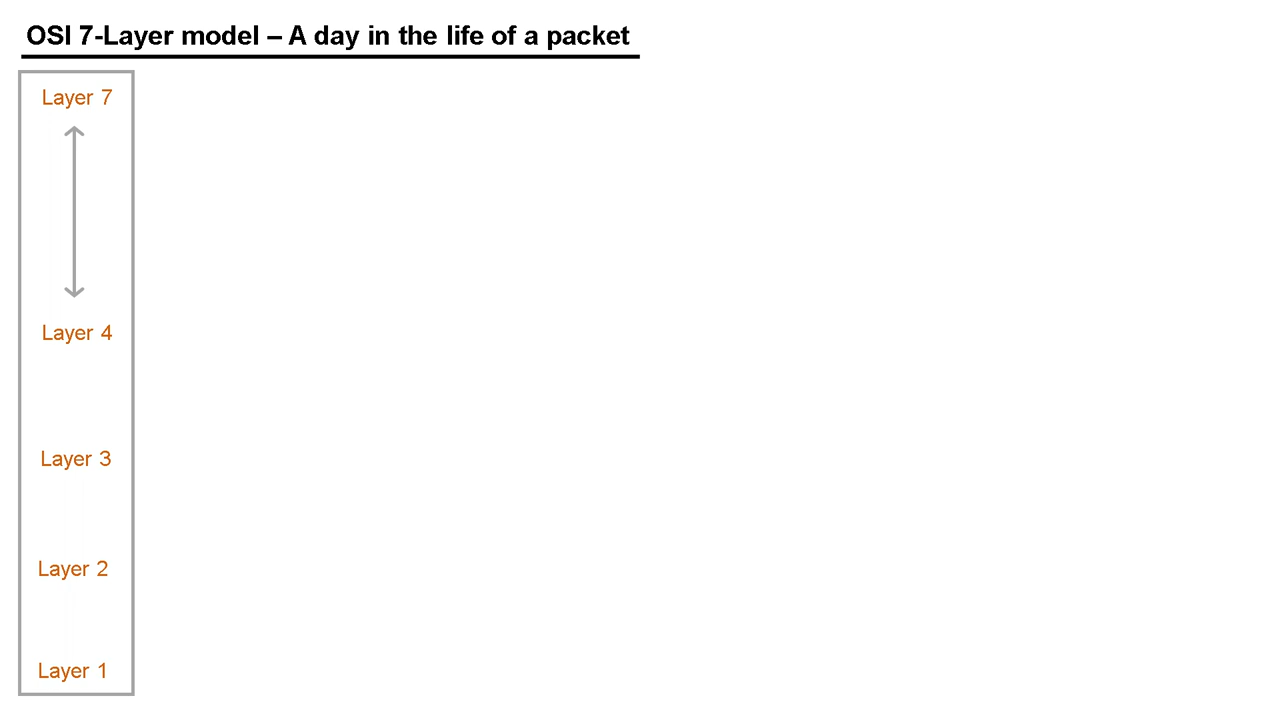 OSI 7-Layer model – A day in the life of a packet
Layer 7
Layer 4
Layer 3
Layer 2
Layer 1